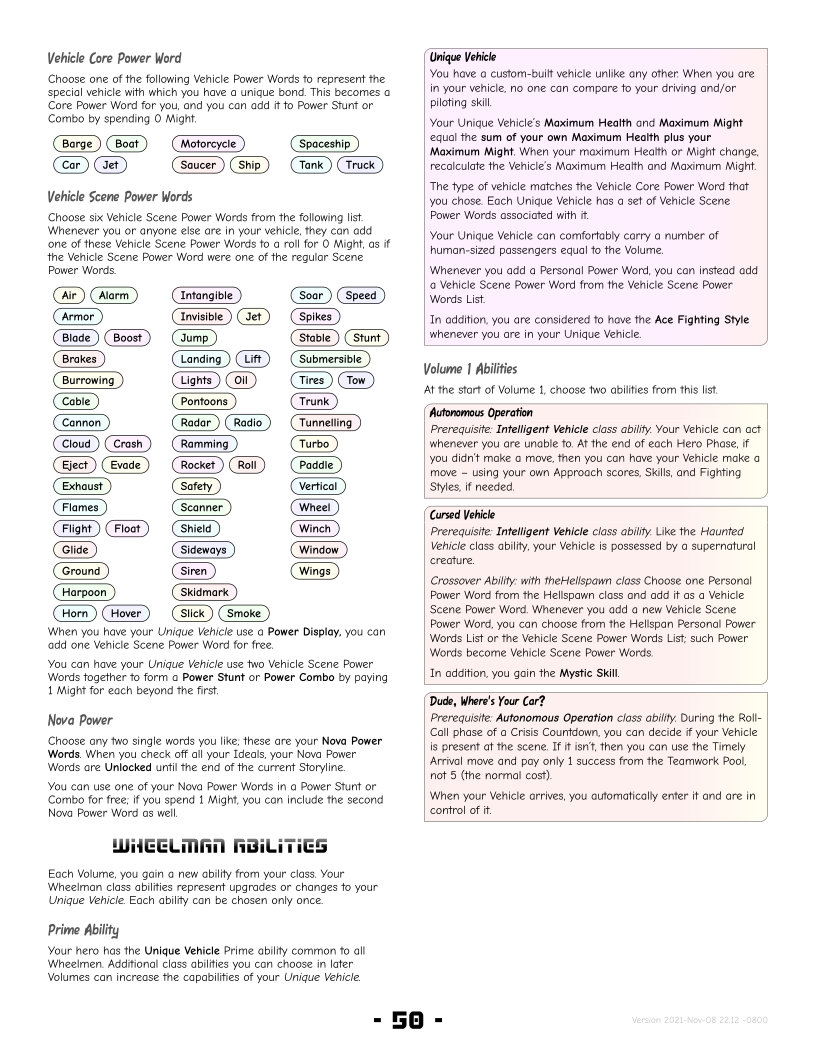 Vehicle Core Power Word
Choose one of the following Vehicle Power Words to represent the
special vehicle with which you have a unique bond. This becomes a
Core Power Word for you, and you can add it to Power Stunt or
Combo by spending 0 Might.
Barge Boat Motorcycle Spaceship
Car Jet Saucer Ship Tank Truck
Vehicle Scene Power Words
Choose six Vehicle Scene Power Words from the following list.
Whenever you or anyone else are in your vehicle, they can add
one of these Vehicle Scene Power Words to a roll for 0 Might, as if
the Vehicle Scene Power Word were one of the regular Scene
Power Words.
Air Alarm Intangible Soar Speed
Armor Invisible Jet Spikes
Blade Boost Jump Stable Stunt
Brakes Landing Lift Submersible
Burrowing Lights Oil Tires Tow
Cable Pontoons Trunk
Cannon Radar Radio Tunnelling
Cloud Crash Ramming Turbo
Eject Evade Rocket Roll Paddle
Exhaust Safety Vertical
Flames Scanner Wheel
Flight Float Shield Winch
Glide Sideways Window
Ground Siren Wings
Harpoon Skidmark
Horn Hover Slick Smoke
When you have your Unique Vehicle use a Power Display, you can
add one Vehicle Scene Power Word for free.
You can have your Unique Vehicle use two Vehicle Scene Power
Words together to form a Power Stunt or Power Combo by paying
1 Might for each beyond the first.
Nova Power
Choose any two single words you like; these are your Nova Power
Words. When you check off all your Ideals, your Nova Power
Words are Unlocked until the end of the current Storyline.
You can use one of your Nova Power Words in a Power Stunt or
Combo for free; if you spend 1 Might, you can include the second
Nova Power Word as well.
WHEELMAN ABILITIES
Each Volume, you gain a new ability from your class. Your
Wheelman class abilities represent upgrades or changes to your
Unique Vehicle. Each ability can be chosen only once.
Prime Ability
Your hero has the Unique Vehicle Prime ability common to all
Wheelmen. Additional class abilities you can choose in later
Volumes can increase the capabilities of your Unique Vehicle.
Unique Vehicle
You have a custom-built vehicle unlike any other. When you are
in your vehicle, no one can compare to your driving and/or
piloting skill.
Your Unique Vehicle's Maximum Health and Maximum Might
equal the sum of your own Maximum Health plus your
Maximum Might. When your maximum Health or Might change,
recalculate the Vehicle's Maximum Health and Maximum Might.
The type of vehicle matches the Vehicle Core Power Word that
you chose. Each Unique Vehicle has a set of Vehicle Scene
Power Words associated with it.
Your Unique Vehicle can comfortably carry a number of
human-sized passengers equal to the Volume.
Whenever you add a Personal Power Word, you can instead add
a Vehicle Scene Power Word from the Vehicle Scene Power
Words List.
In addition, you are considered to have the Ace Fighting Style
whenever you are in your Unique Vehicle.
Volume 1 Abilities
At the start of Volume 1, choose two abilities from this list.
Autonomous Operation
Prerequisite: Intelligent Vehicle class ability. Your Vehicle can act
whenever you are unable to. At the end of each Hero Phase, if
you didn't make a move, then you can have your Vehicle make a
move – using your own Approach scores, Skills, and Fighting
Styles, if needed.
Cursed Vehicle
Prerequisite: Intelligent Vehicle class ability. Like the Haunted
Vehicle class ability, your Vehicle is possessed by a supernatural
creature.
Crossover Ability: with theHellspawn class Choose one Personal
Power Word from the Hellspawn class and add it as a Vehicle
Scene Power Word. Whenever you add a new Vehicle Scene
Power Word, you can choose from the Hellspan Personal Power
Words List or the Vehicle Scene Power Words List; such Power
Words become Vehicle Scene Power Words.
In addition, you gain the Mystic Skill.
Dude, Where's Your Car?
Prerequisite: Autonomous Operation class ability. During the Roll-
Call phase of a Crisis Countdown, you can decide if your Vehicle
is present at the scene. If it isn't, then you can use the Timely
Arrival move and pay only 1 success from the Teamwork Pool,
not 5 (the normal cost).
When your Vehicle arrives, you automatically enter it and are in
control of it.
- 50 -
Version 2021-Nov-08 22:12 -0800